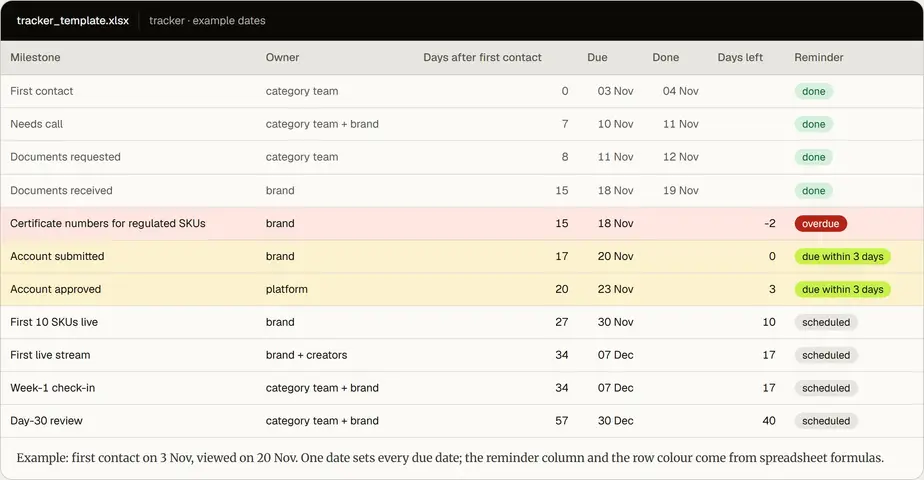 tracker_template.xlsx tracker · example dates
Milestone Owner Days after first contact Due Done Days left Reminder
First contact category team 0 03 Nov 04 Nov done
Needs call category team + brand 7 10 Nov 11 Nov done
Documents requested category team 8 11 Nov 12 Nov done
Documents received brand 15 18 Nov 19 Nov done
Certificate numbers for regulated SKUs brand 15 18 Nov -2 overdue
Account submitted brand 17 20 Nov 0 due within 3 days
Account approved platform 20 23 Nov 3 due within 3 days
First 10 SKUs live brand 27 30 Nov 10 scheduled
First live stream brand + creators 34 07 Dec 17 scheduled
Week-1 check-in category team + brand 34 07 Dec 17 scheduled
Day-30 review category team + brand 57 30 Dec 40 scheduled
Example: first contact on 3 Nov, viewed on 20 Nov. One date sets every due date; the reminder column and the row colour come from spreadsheet formulas.